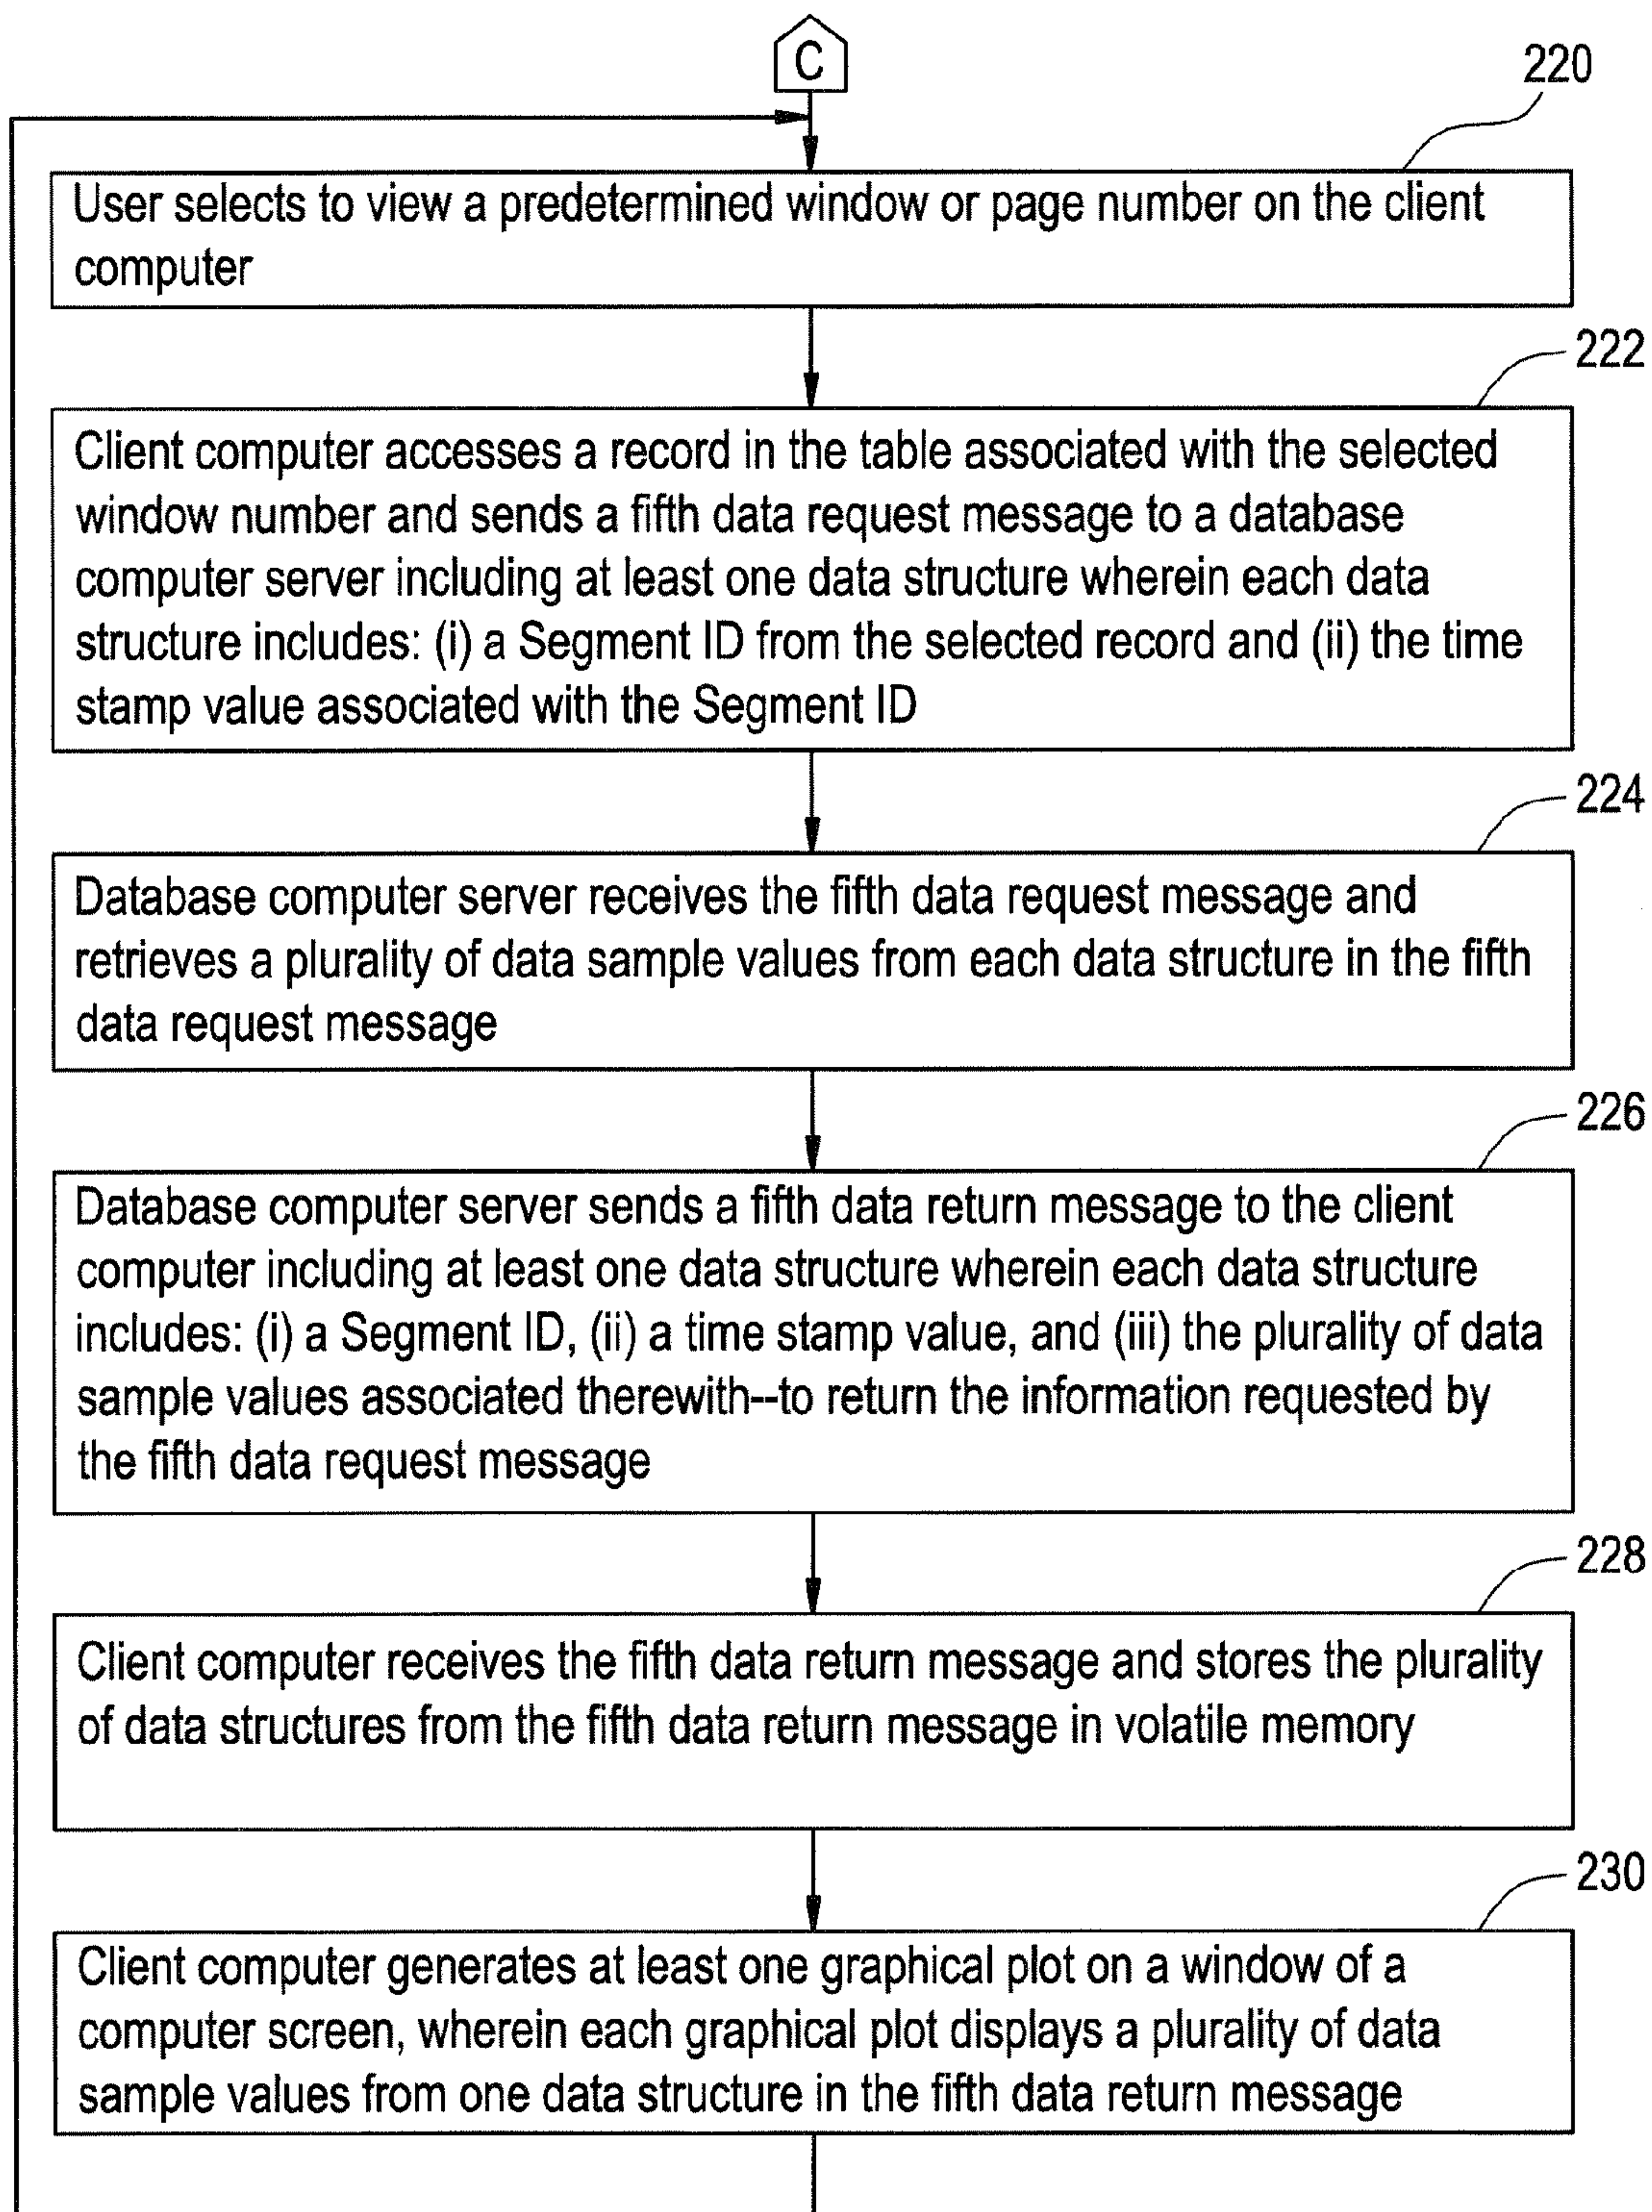 C
220
User selects to view a predetermined window or page number on the client
computer
222
Client computer accesses a record in the table associated with the selected
window number and sends a fifth data request message to a database
computer server including at least one data structure wherein each data
structure includes: (i) a Segment ID from the selected record and (ii) the time
stamp value associated with the Segment ID
224
Database computer server receives the fifth data request message and
retrieves a plurality of data sample values from each data structure in the fifth
data request message
226
Database computer server sends a fifth data return message to the client
computer including at least one data structure wherein each data structure
includes: (i) a Segment ID, (ii) a time stamp value, and (iii) the plurality of data
sample values associated therewith--to return the information requested by
the fifth data request message
228
Client computer receives the fifth data return message and stores the plurality
of data structures from the fifth data return message in volatile memory
230
Client computer generates at least one graphical plot on a window of a
computer screen, wherein each graphical plot displays a plurality of data
sample values from one data structure in the fifth data return message